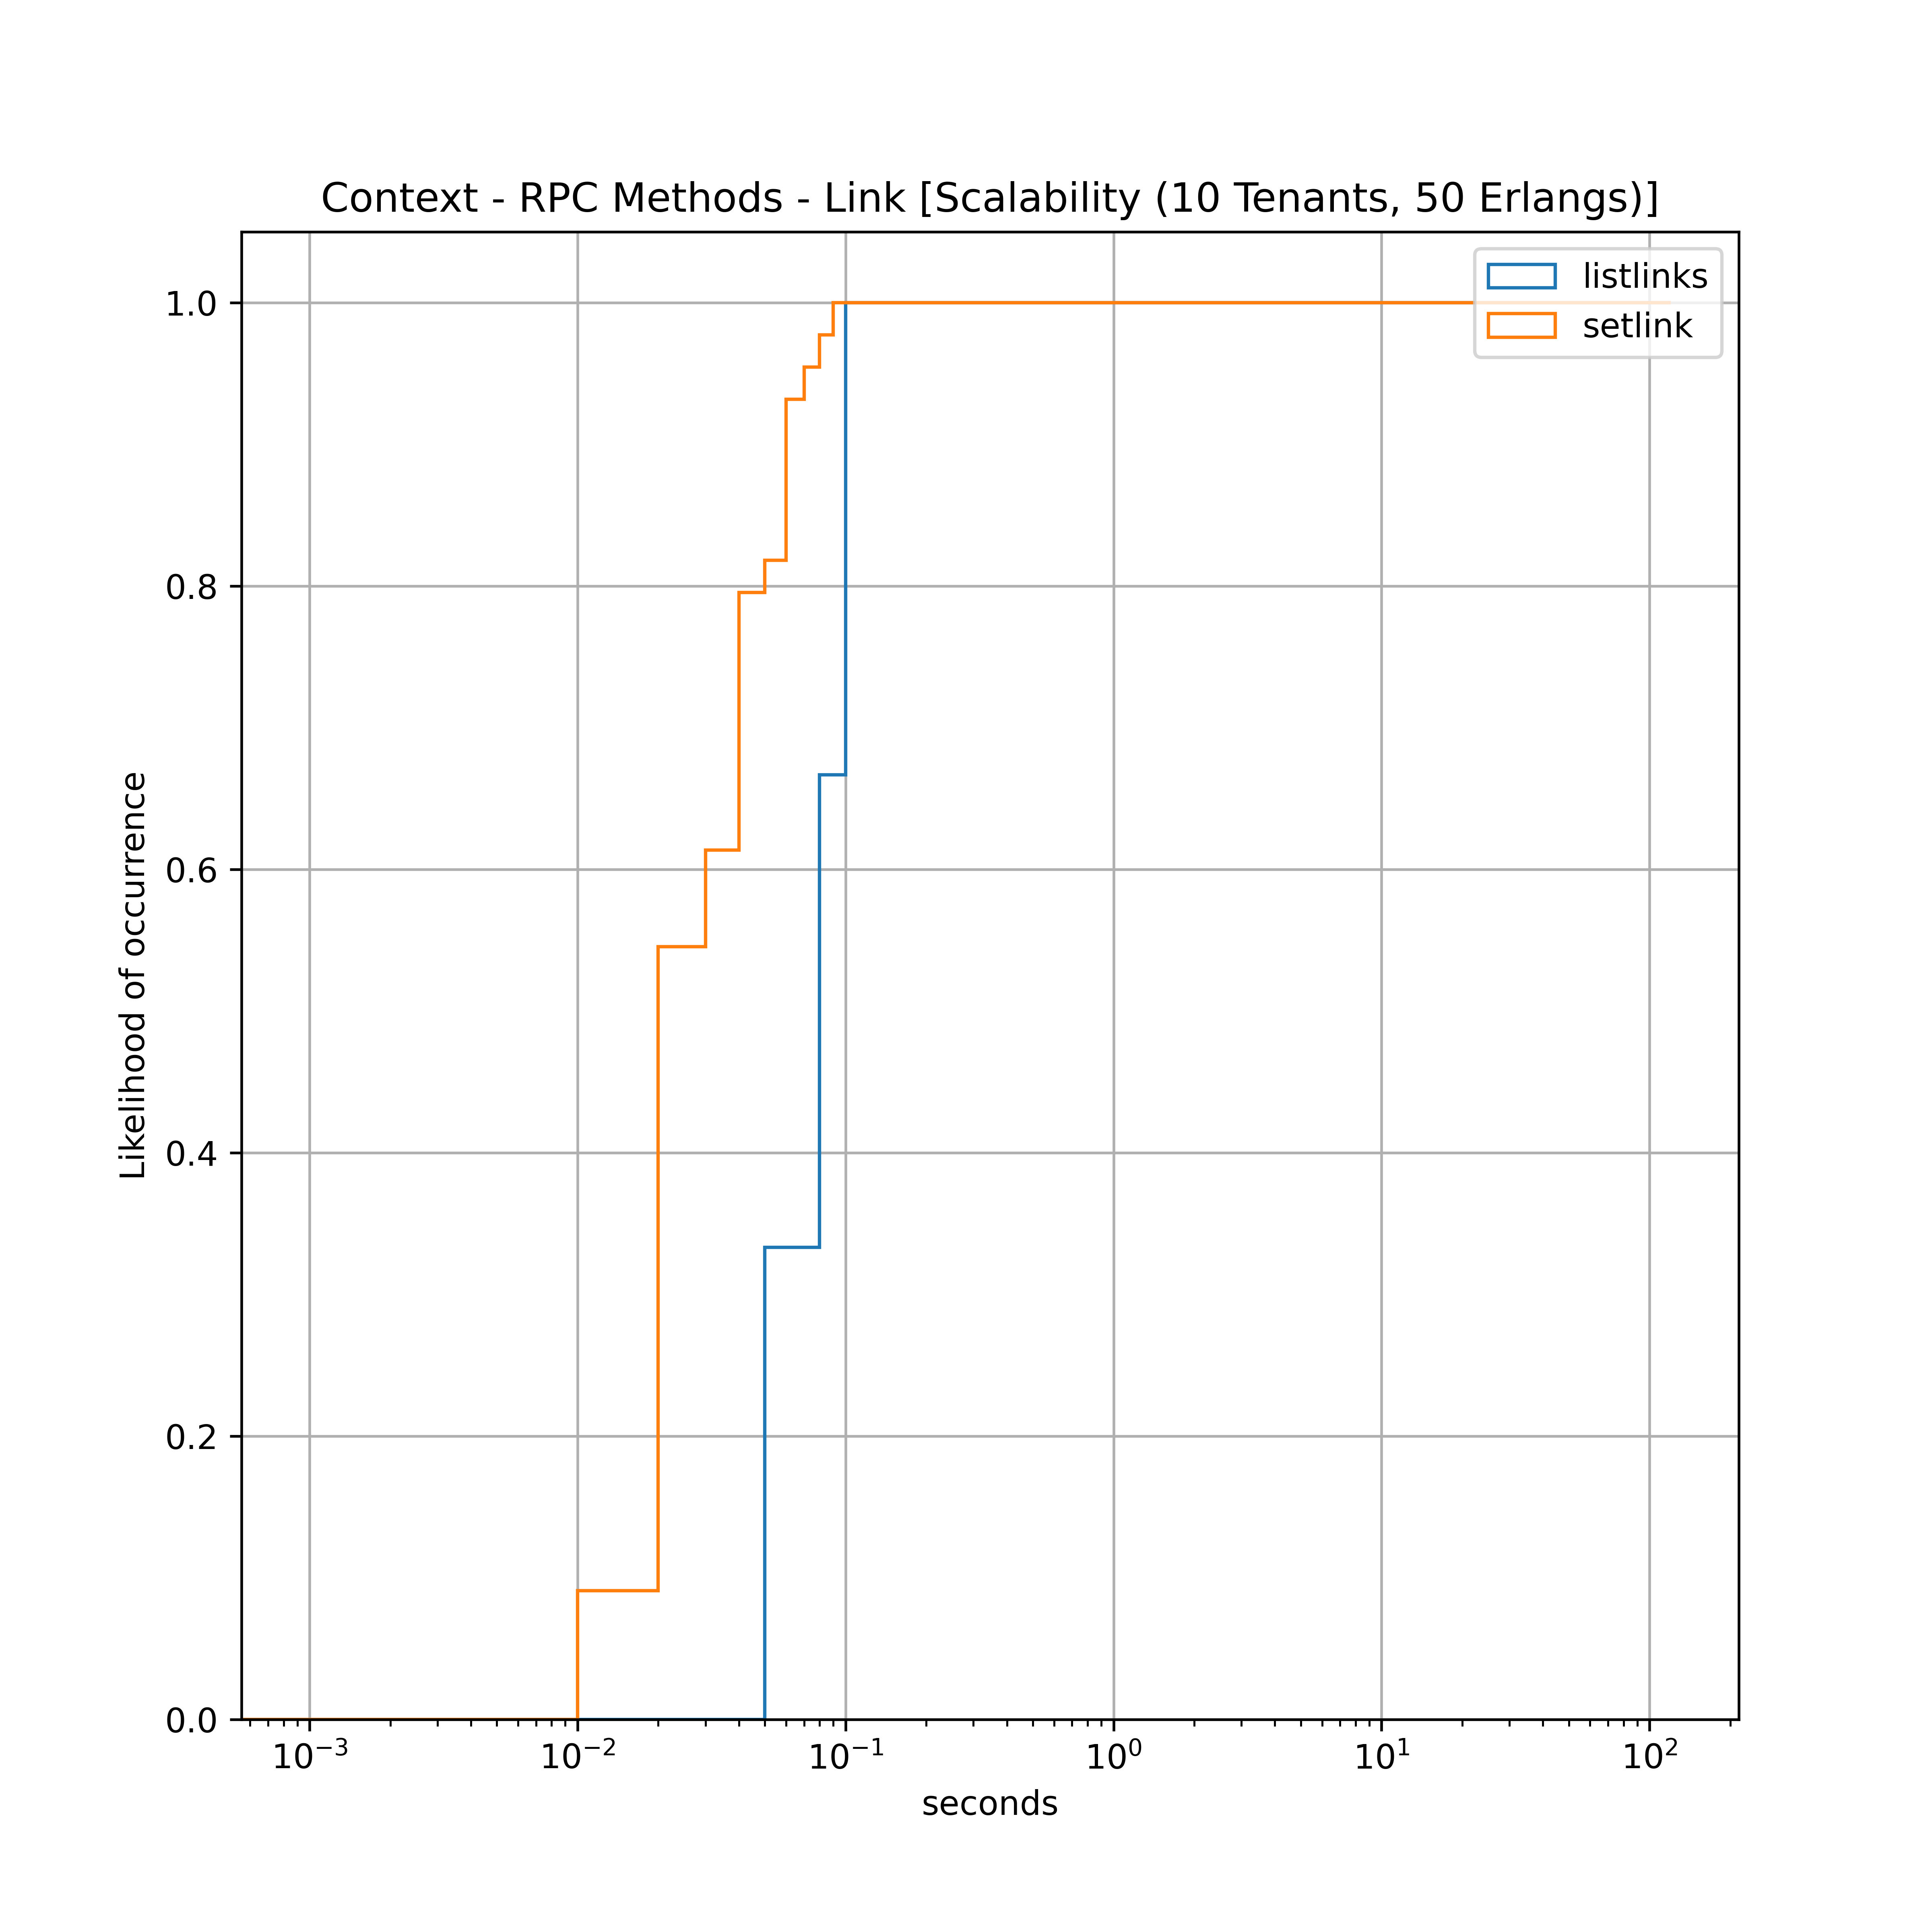 Context - RPC Methods - Link [Scalability (10 Tenants, 50 Erlangs)]
listlinks
setlink
1.0
0.8
0.6
0.4
0.2
0.0
Likelihood of occurrence
10⁻³ 10⁻² 10⁻¹ 10⁰ 10¹ 10²
seconds